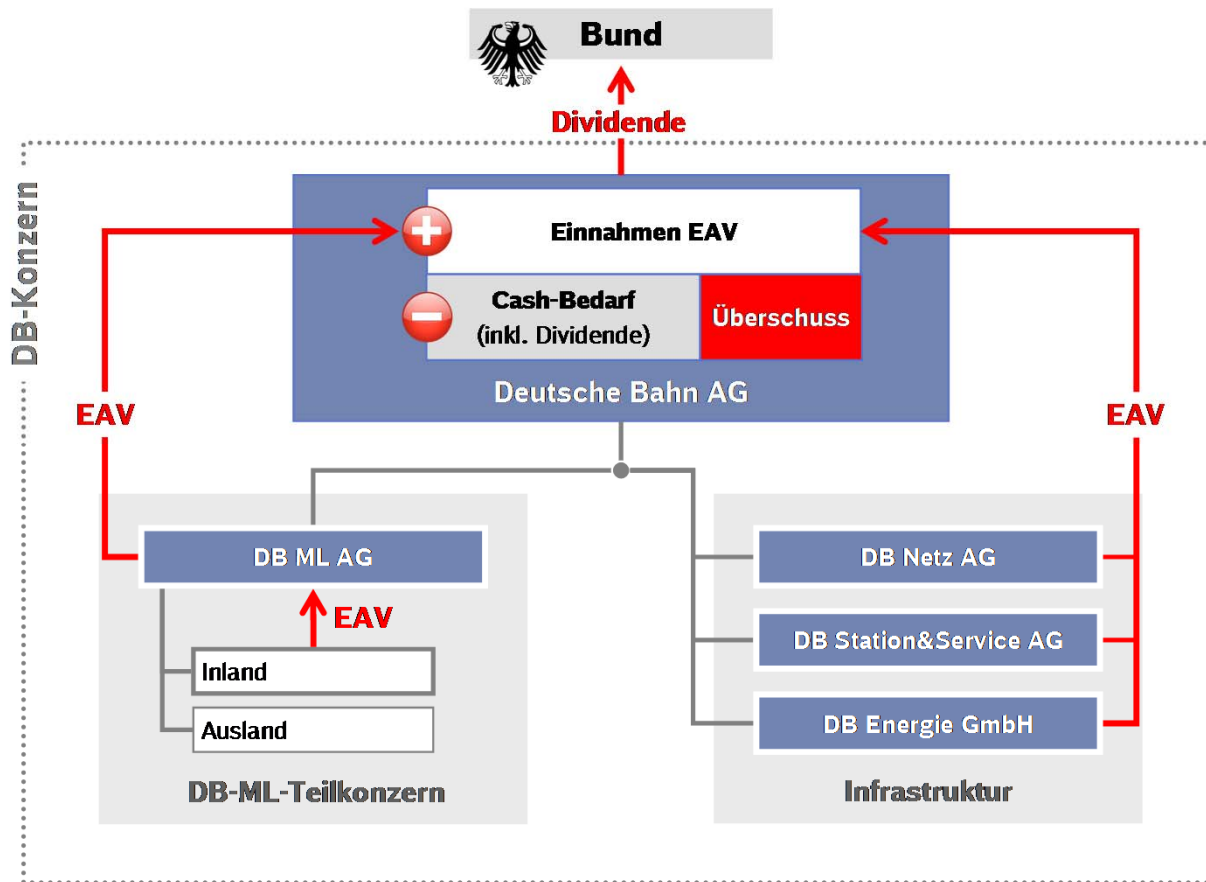 Bund
Dividende
DB-Konzern
Einnahmen EAV
Cash-Bedarf
(inkl. Dividende)
Überschuss
Deutsche Bahn AG
EAV
EAV
DB ML AG
EAV
Inland
Ausland
DB-ML-Teilkonzern
DB Netz AG
DB Station&Service AG
DB Energie GmbH
Infrastruktur